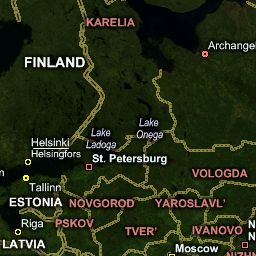 KARELIA
Archangel
FINLAND
Lake
Onega
Lake
Ladoga
Helsinki
Helsingfors
St. Petersburg
VOLOGDA
Tallinn
ESTONIA
NOVGOROD
YAROSLAVL'
PSKOV
Riga
TVER'
IVANOVO
LATVIA
Moscow